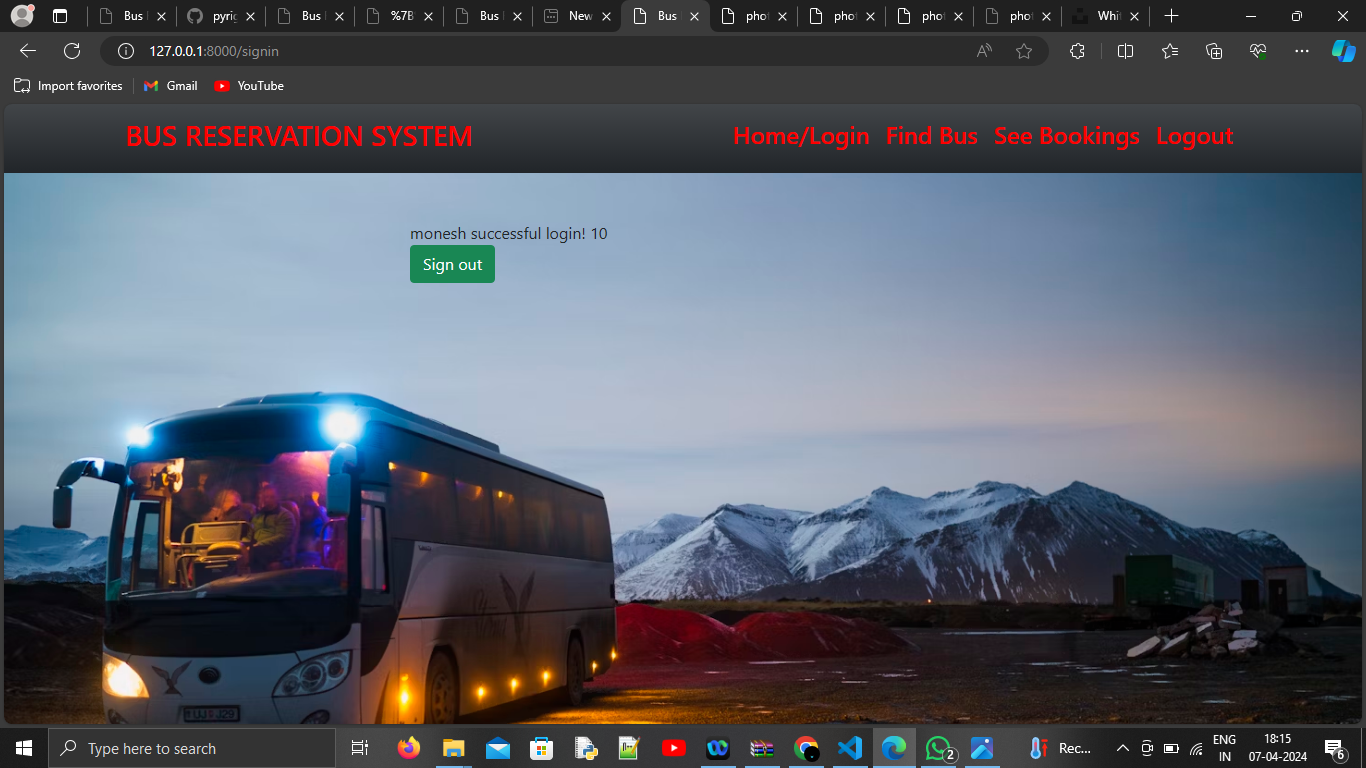 Bus
pyrig
Bus
%7B
Bus
New
Bus
phot
phot
phot
phot
Whit
127.0.0.1:8000/signin
Import favorites
Gmail
YouTube
BUS RESERVATION SYSTEM
Home/Login Find Bus See Bookings Logout
monesh successful login! 10
Sign out
Type here to search
2
Rec...
ENG
IN
18:15
07-04-2024
6